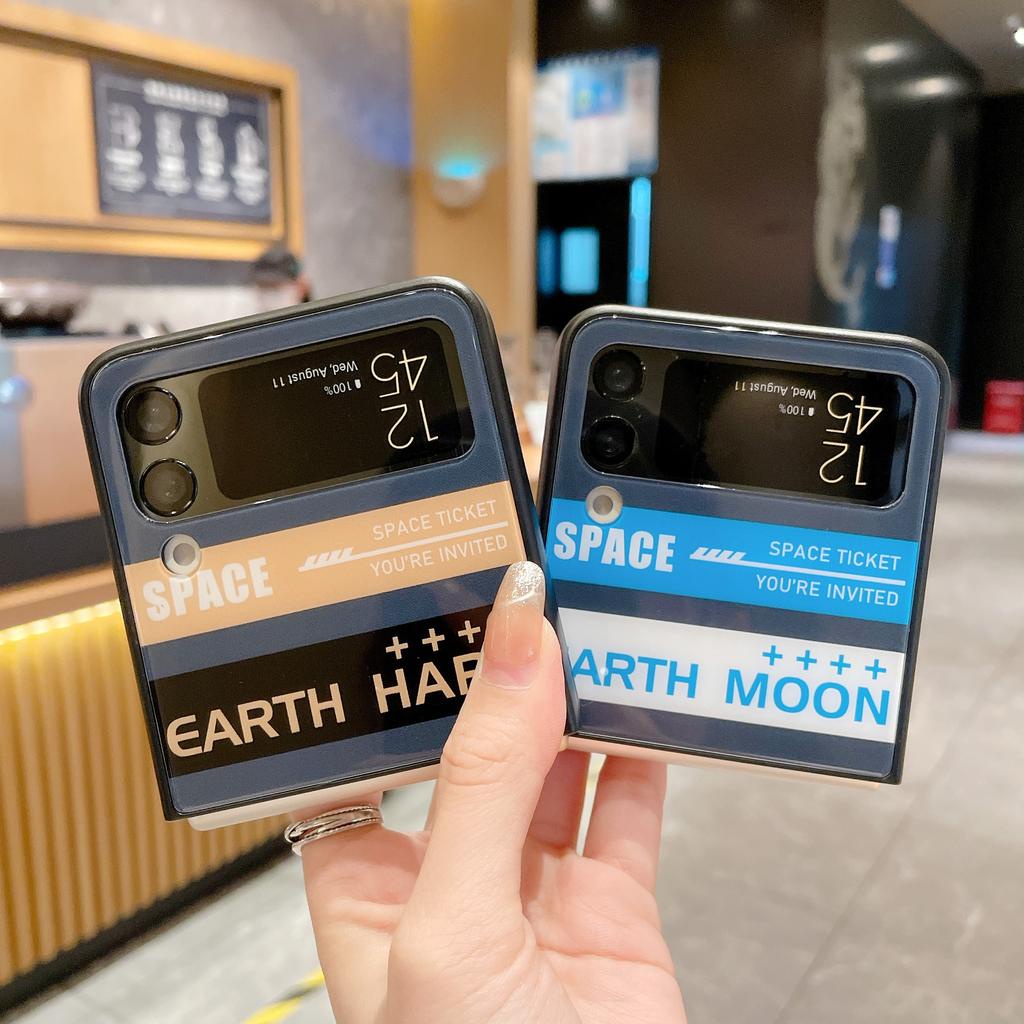 12
45
100%
Wed, August 11
SPACE
SPACE TICKET
YOU'RE INVITED
+++
EARTH HAP
12
45
100%
Wed, August 11
SPACE
SPACE TICKET
YOU'RE INVITED
++++
ARTH MOON